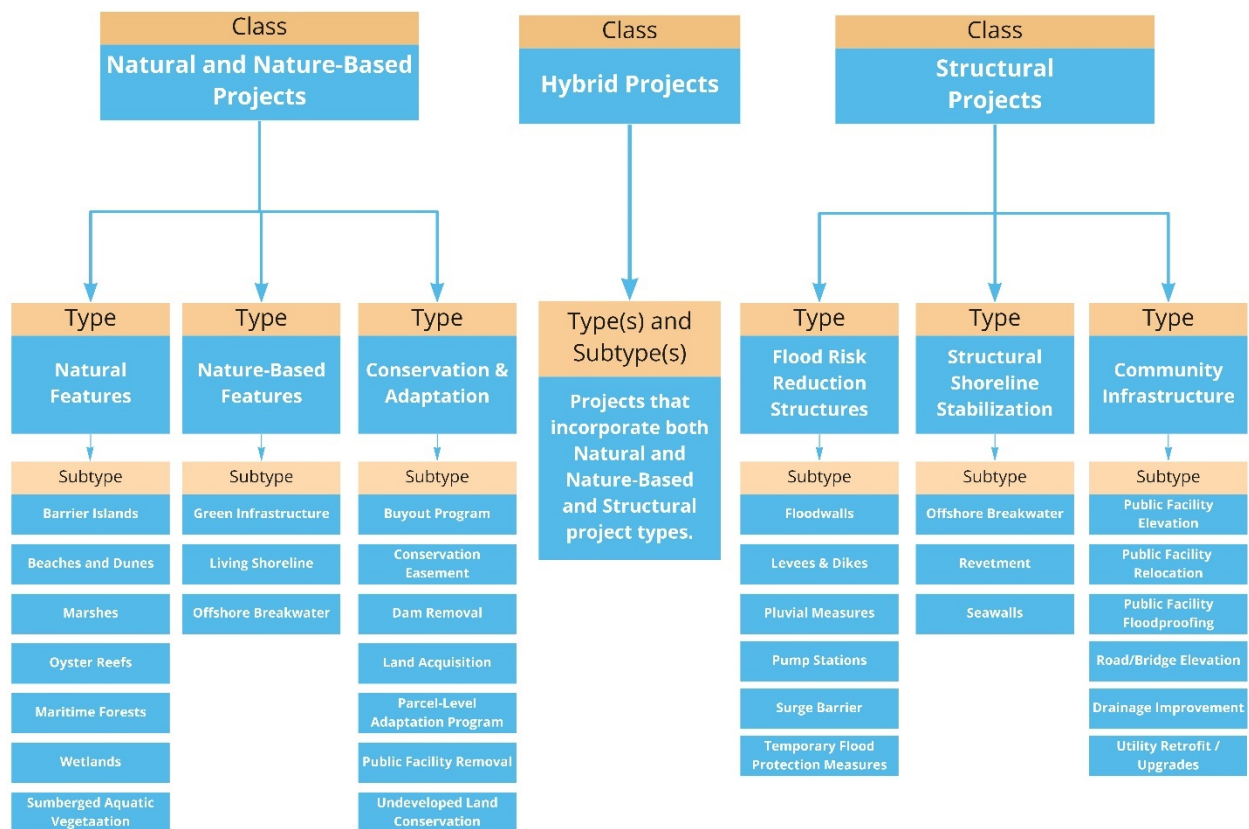 Class
Natural and Nature-Based
Projects
Class
Hybrid Projects
Class
Structural
Projects
Type
Natural
Features
Type
Nature-Based
Features
Type
Conservation &
Adaptation
Type(s) and
Subtype(s)
Projects that
incorporate both
Natural and
Nature-Based
and Structural
project types.
Type
Flood Risk
Reduction
Structures
Type
Structural
Shoreline
Stabilization
Type
Community
Infrastructure
Subtype
Barrier Islands
Beaches and Dunes
Marshes
Oyster Reefs
Maritime Forests
Wetlands
Sumberged Aquatic
Vegetaation
Subtype
Green Infrastructure
Living Shoreline
Offshore Breakwater
Subtype
Buyout Program
Conservation
Easement
Dam Removal
Land Acquisition
Parcel-Level
Adaptation Program
Public Facility Removal
Undeveloped Land
Conservation
Subtype
Floodwalls
Levees & Dikes
Pluvial Measures
Pump Stations
Surge Barrier
Temporary Flood
Protection Measures
Subtype
Offshore Breakwater
Revetment
Seawalls
Subtype
Public Facility
Elevation
Public Facility
Relocation
Public Facility
Floodproofing
Road/Bridge Elevation
Drainage Improvement
Utility Retrofit /
Upgrades